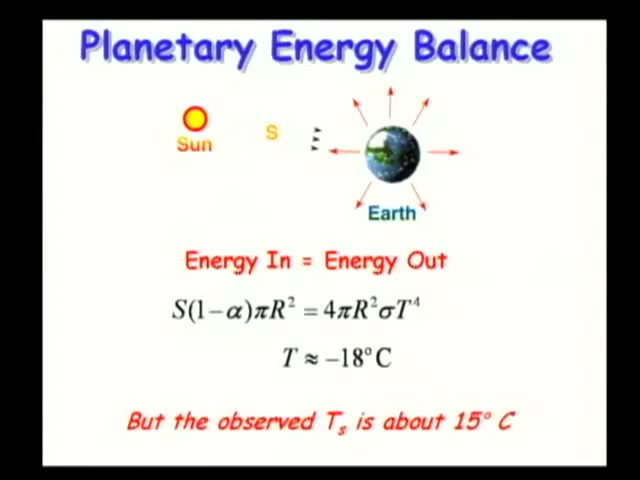 Planetary Energy Balance
Sun
S
Earth
Energy In = Energy Out
S(1−α)πR² = 4πR²σT⁴
T ≈ −18° C
But the observed Tₛ is about 15° C